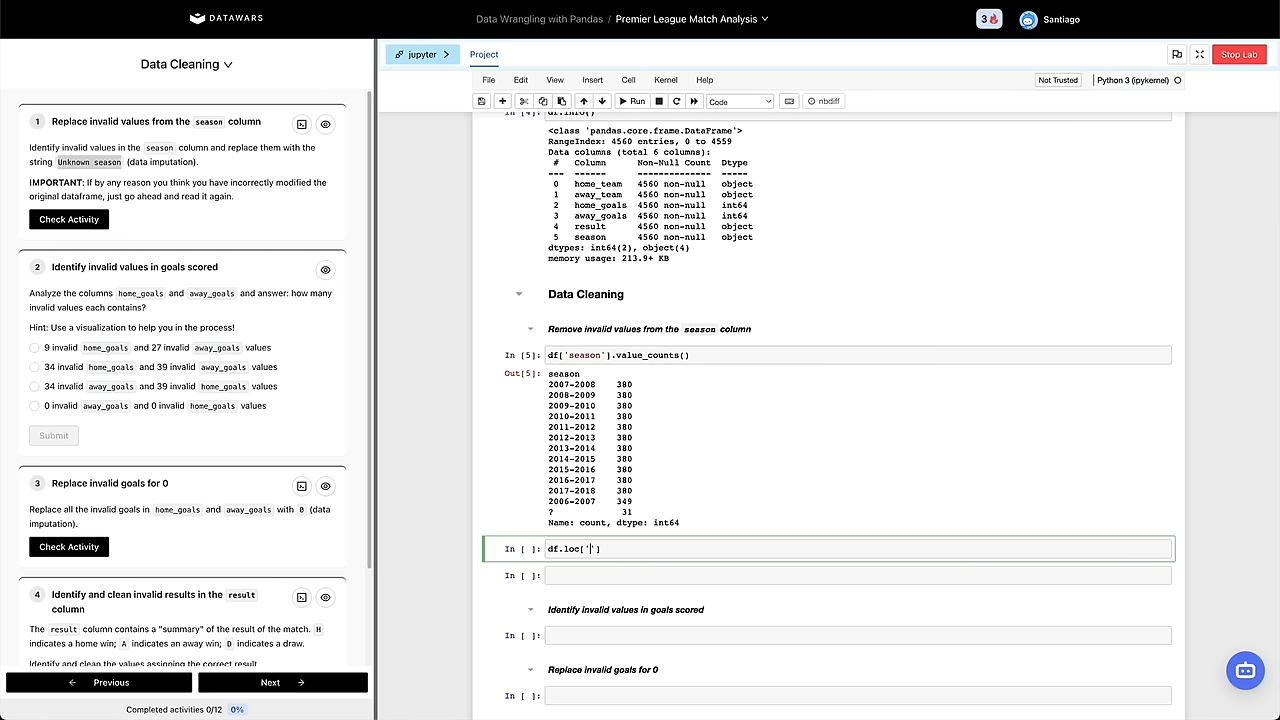 DATAWARS
Data Wrangling with Pandas / Premier League Match Analysis
3
Santiago
Data Cleaning
1 Replace invalid values from the season column
Identify invalid values in the season column and replace them with the
string Unknown season (data imputation).
IMPORTANT: If by any reason you think you have incorrectly modified the
original dataframe, just go ahead and read it again.
Check Activity
2 Identify invalid values in goals scored
Analyze the columns home_goals and away_goals and answer: how many
invalid values each contains?
Hint: Use a visualization to help you in the process!
9 invalid home_goals and 27 invalid away_goals values
34 invalid home_goals and 39 invalid away_goals values
34 invalid away_goals and 39 invalid home_goals values
0 invalid away_goals and 0 invalid home_goals values
Submit
3 Replace invalid goals for 0
Replace all the invalid goals in home_goals and away_goals with 0 (data
imputation).
Check Activity
4 Identify and clean invalid results in the result
column
The result column contains a "summary" of the result of the match. H
indicates a home win; A indicates an away win; D indicates a draw.
Identify and clean the values assigning the correct result
← Previous
Next →
Completed activities 0/12 0%
jupyter
Project
Stop Lab
File Edit View Insert Cell Kernel Help
Not Trusted
Python 3 (ipykernel)
Run
Code
nbdiff
In [4]: df.info()
<class 'pandas.core.frame.DataFrame'>
RangeIndex: 4560 entries, 0 to 4559
Data columns (total 6 columns):
# Column Non-Null Count Dtype
--- ------ -------------- -----
0 home_team 4560 non-null object
1 away_team 4560 non-null object
2 home_goals 4560 non-null int64
3 away_goals 4560 non-null int64
4 result 4560 non-null object
5 season 4560 non-null object
dtypes: int64(2), object(4)
memory usage: 213.9+ KB
Data Cleaning
Remove invalid values from the season column
In [5]: df['season'].value_counts()
Out[5]: season
2007-2008 380
2008-2009 380
2009-2010 380
2010-2011 380
2011-2012 380
2012-2013 380
2013-2014 380
2014-2015 380
2015-2016 380
2016-2017 380
2017-2018 380
2006-2007 349
? 31
Name: count, dtype: int64
In [ ]: df.loc['']
In [ ]:
Identify invalid values in goals scored
In [ ]:
Replace invalid goals for 0
In [ ]: